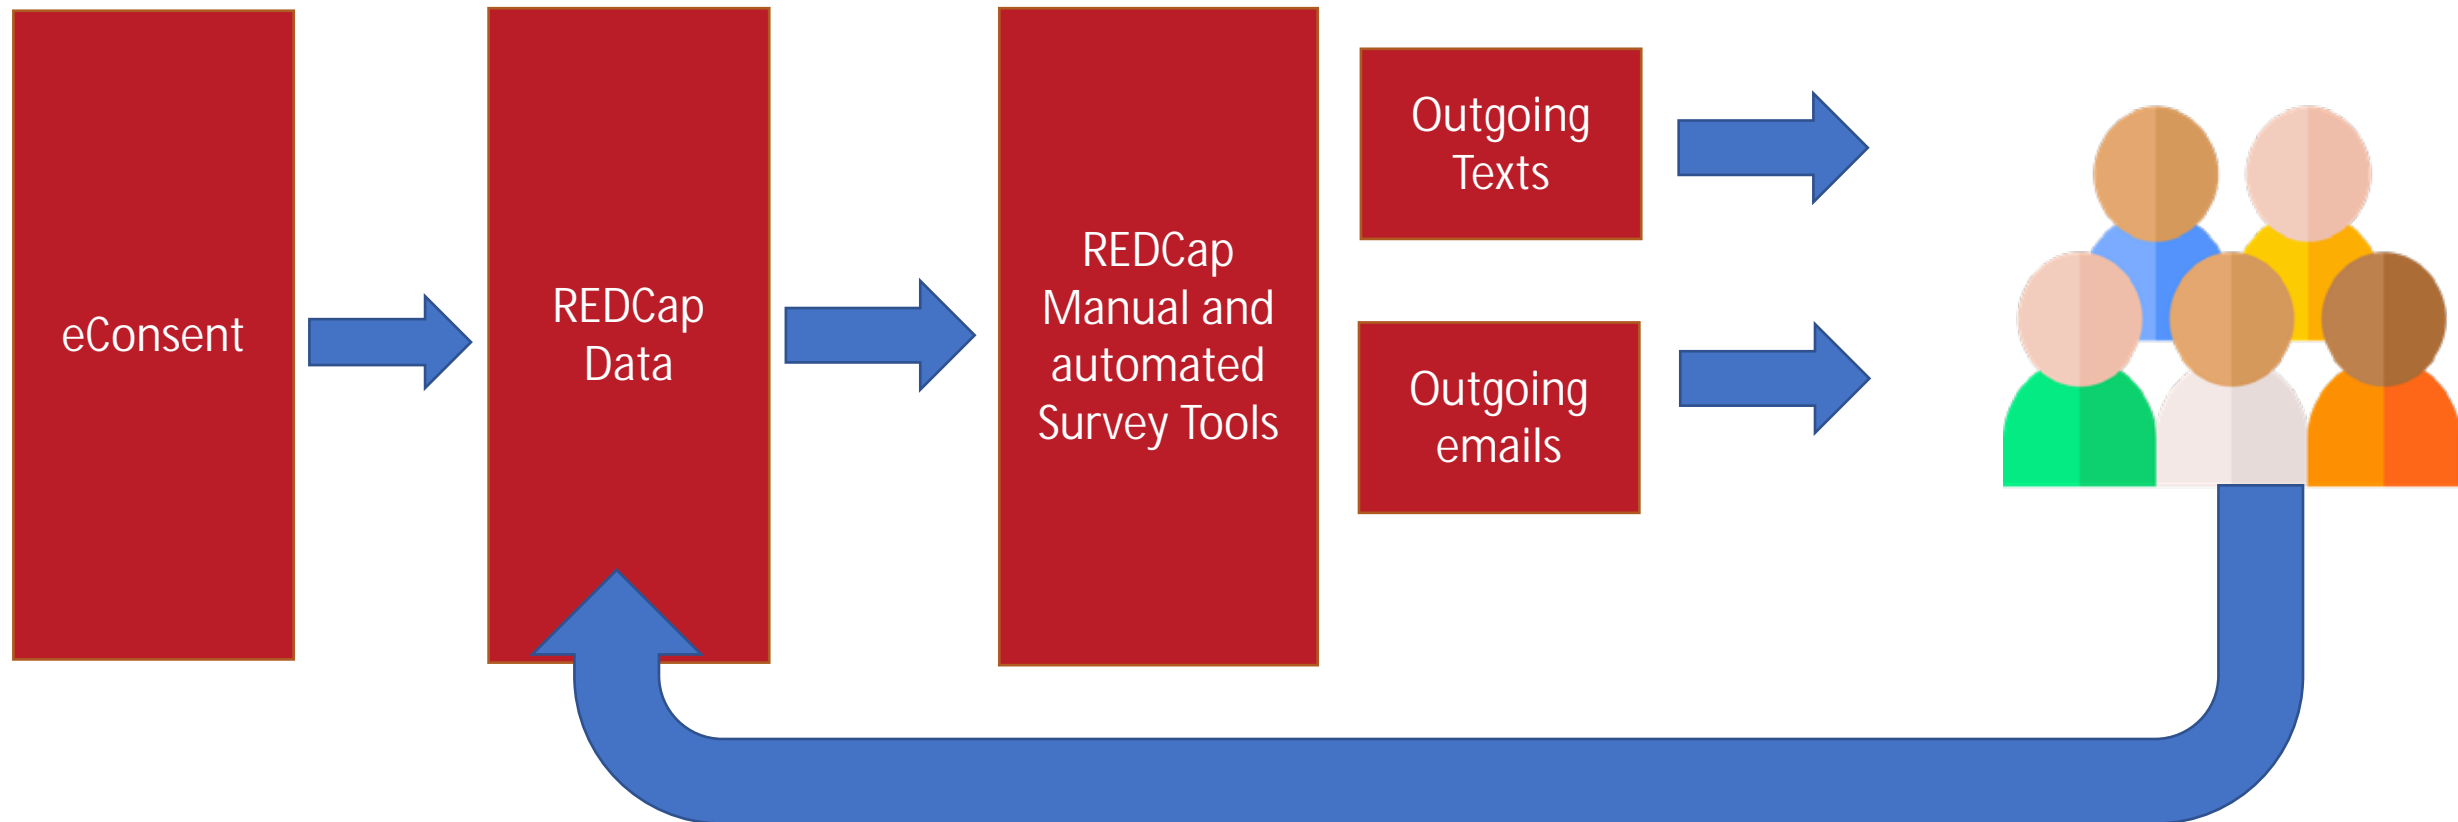 eConsent
REDCap
Data
REDCap
Manual and
automated
Survey Tools
Outgoing
Texts
Outgoing
emails